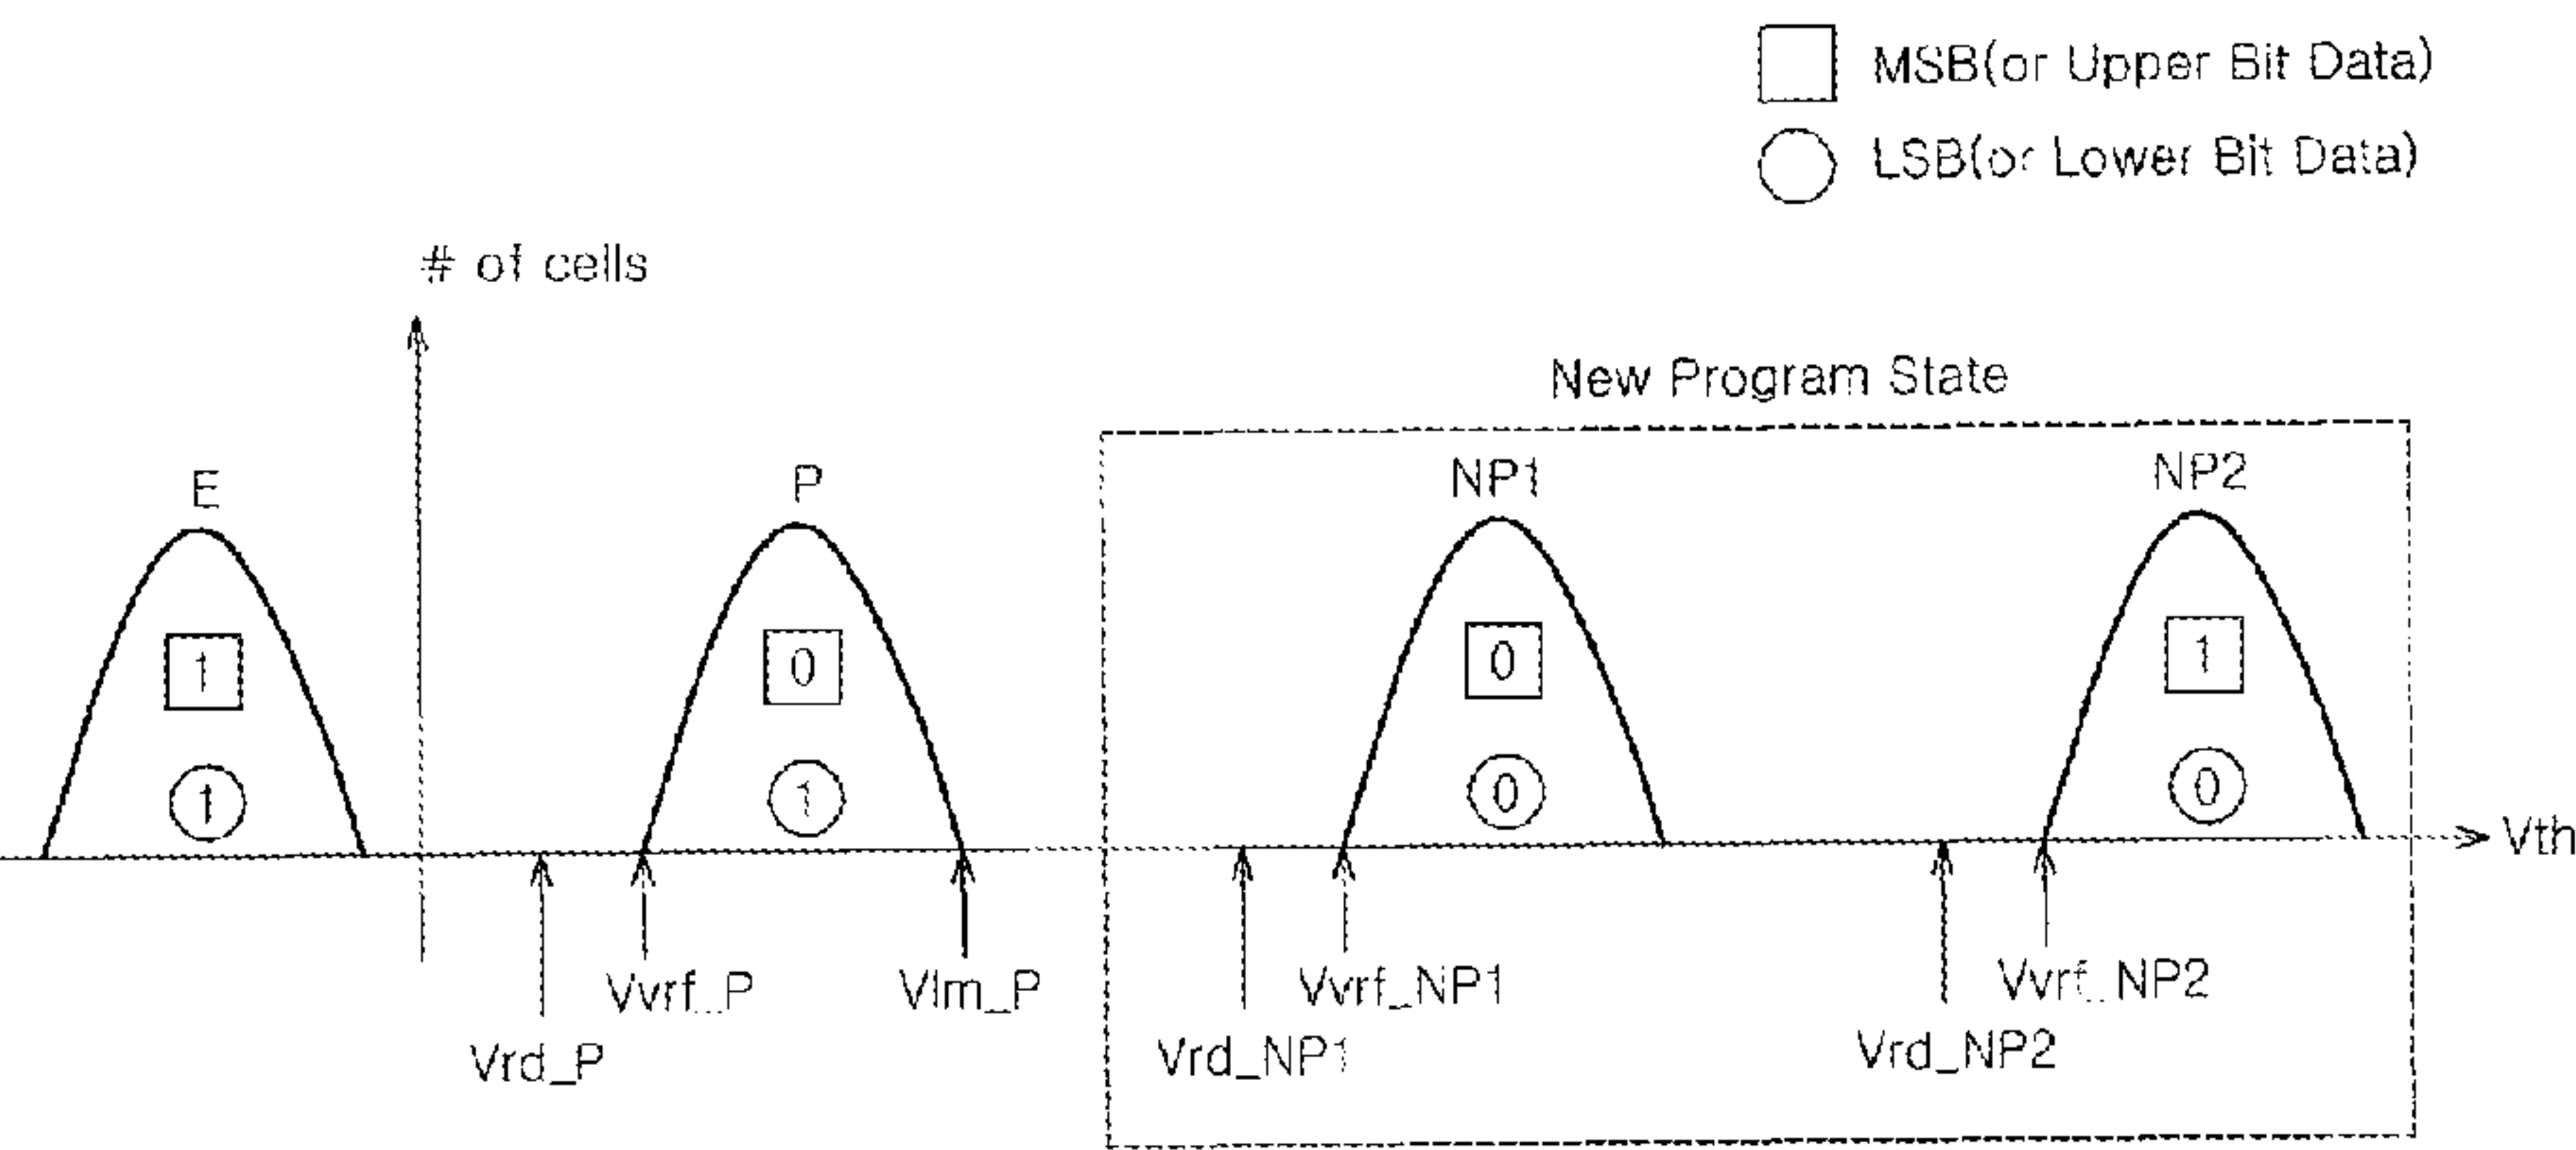 MSB(or Upper Bit Data)
LSB(or Lower Bit Data)
# of cells
New Program State
E
P
NP1
NP2
1
0
0
1
1
1
0
0
Vth
Vvrf_P
Vlm_P
Vvrf_NP1
Vvrf_NP2
Vrd_P
Vrd_NP1
Vrd_NP2